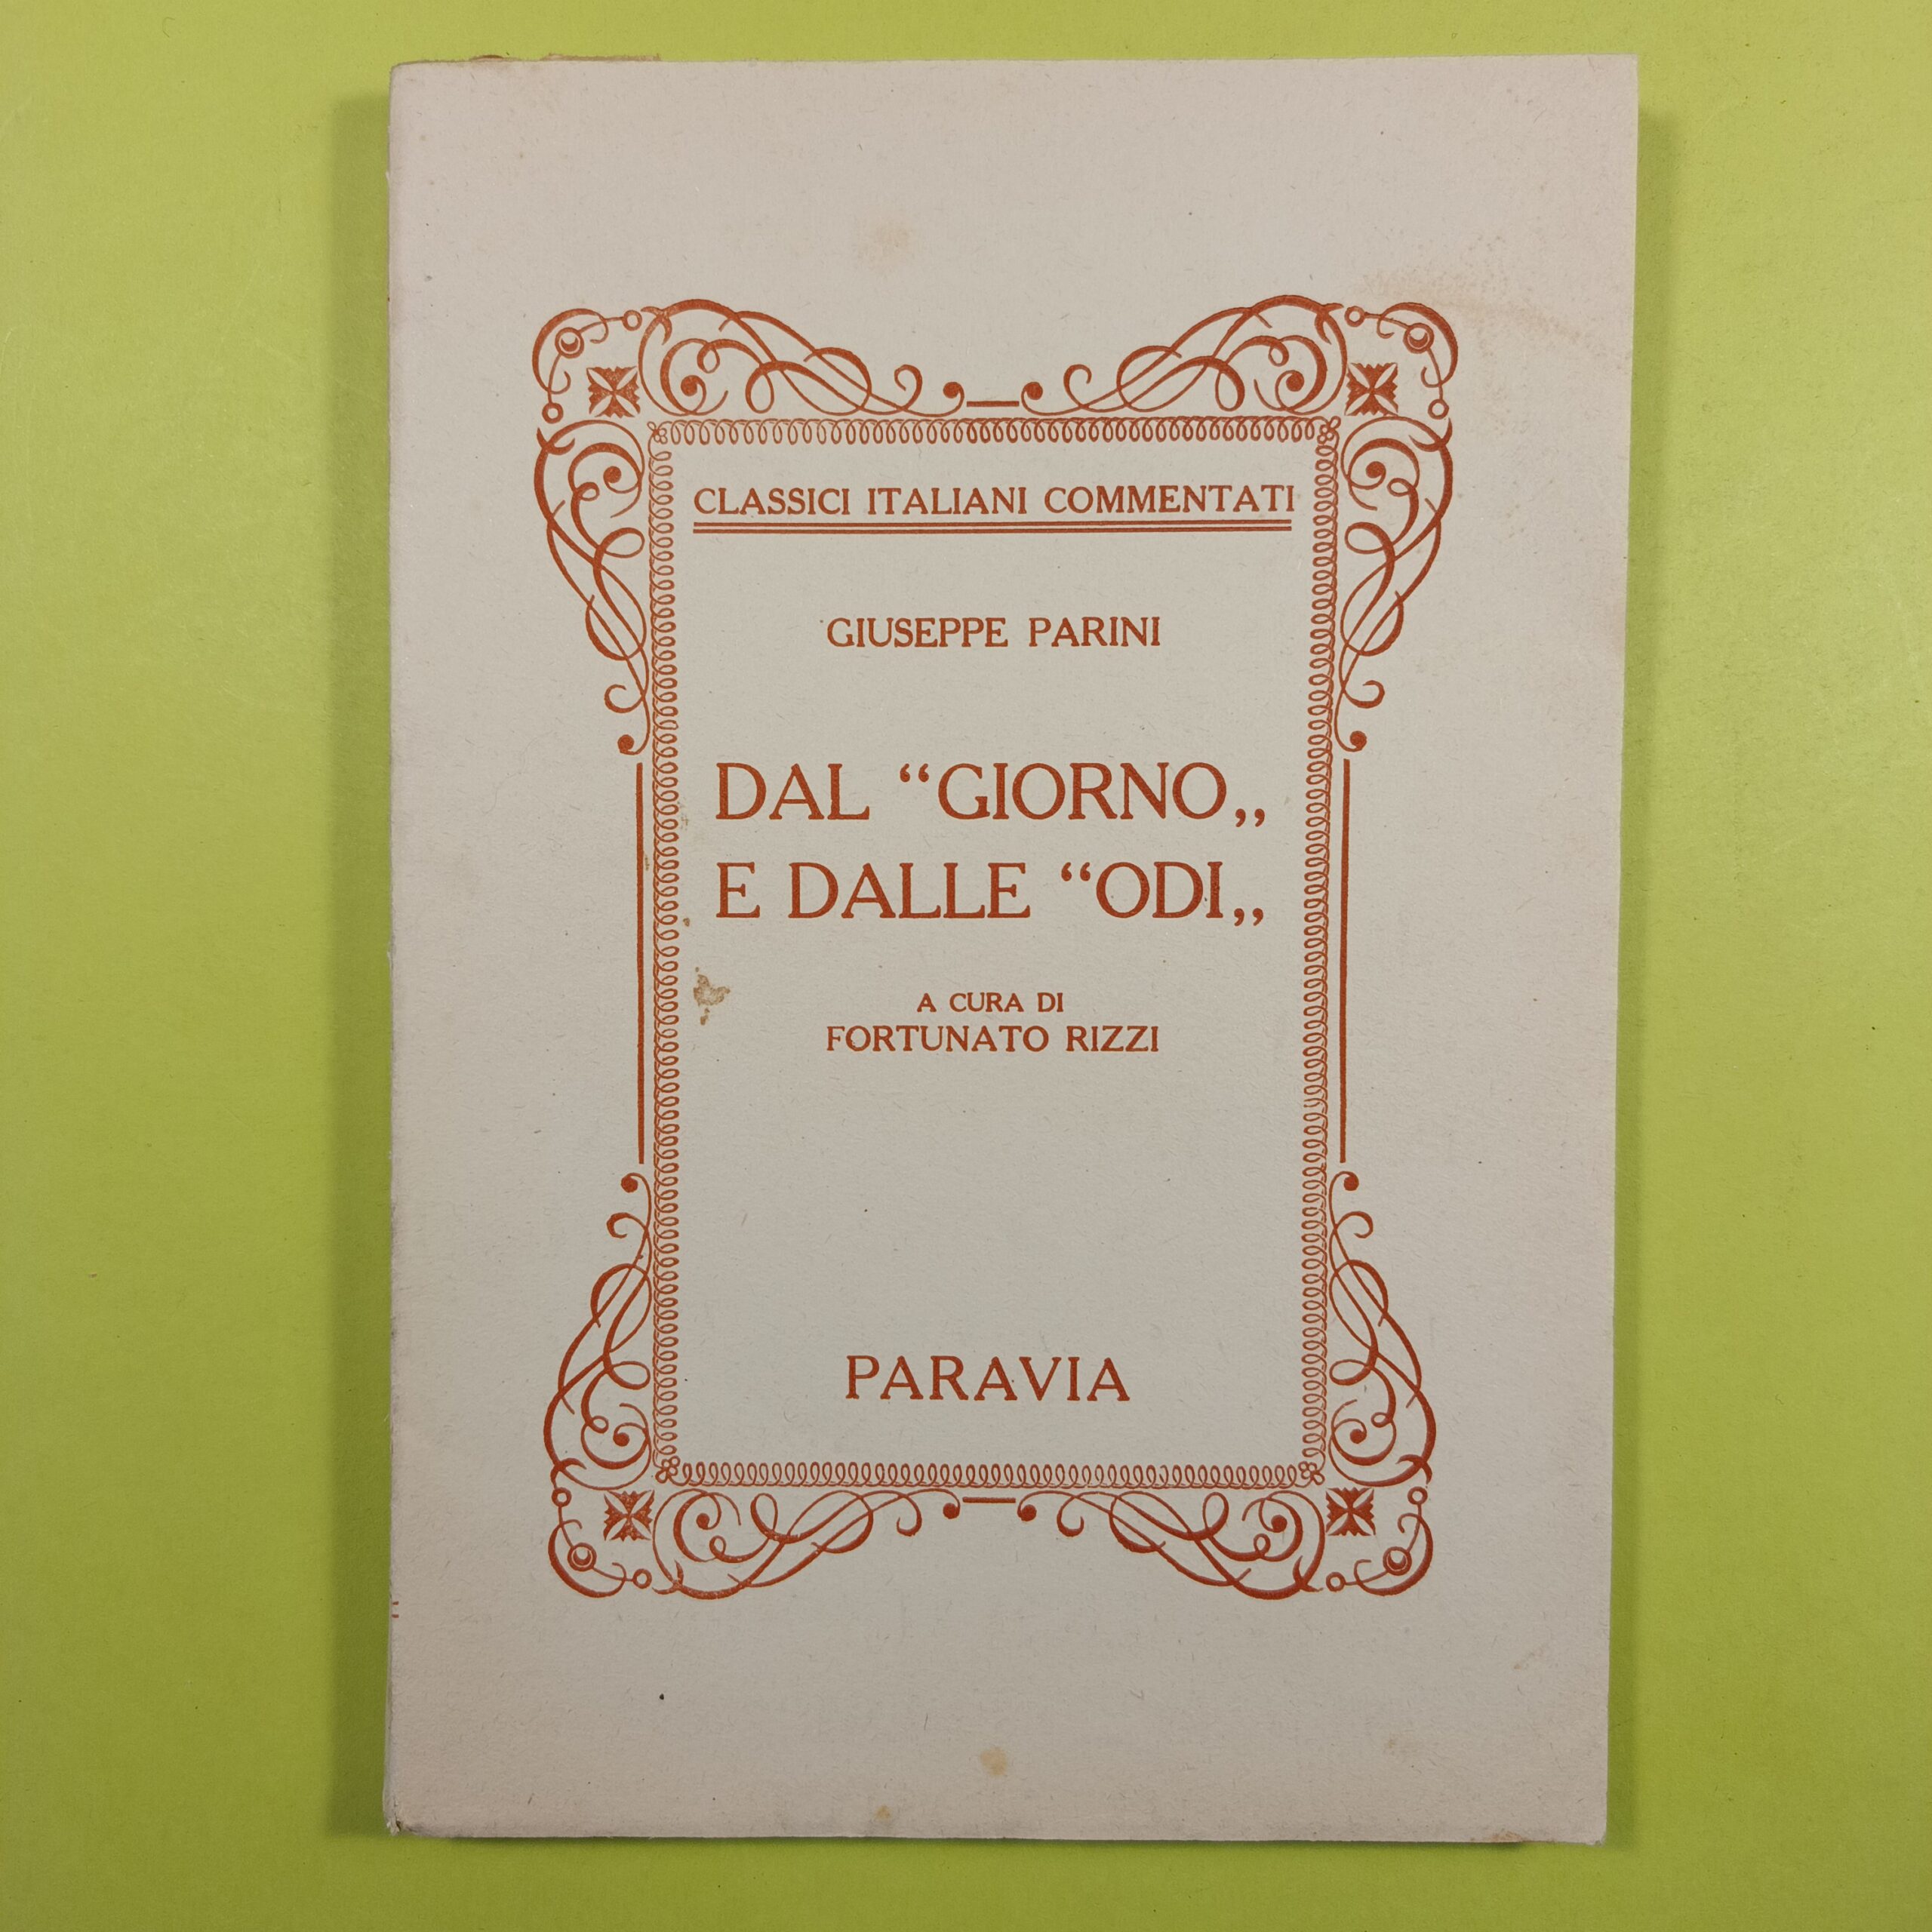 CLASSICI ITALIANI COMMENTATI
GIUSEPPE PARINI
DAL “GIORNO„
E DALLE “ODI„
A CURA DI
FORTUNATO RIZZI
PARAVIA